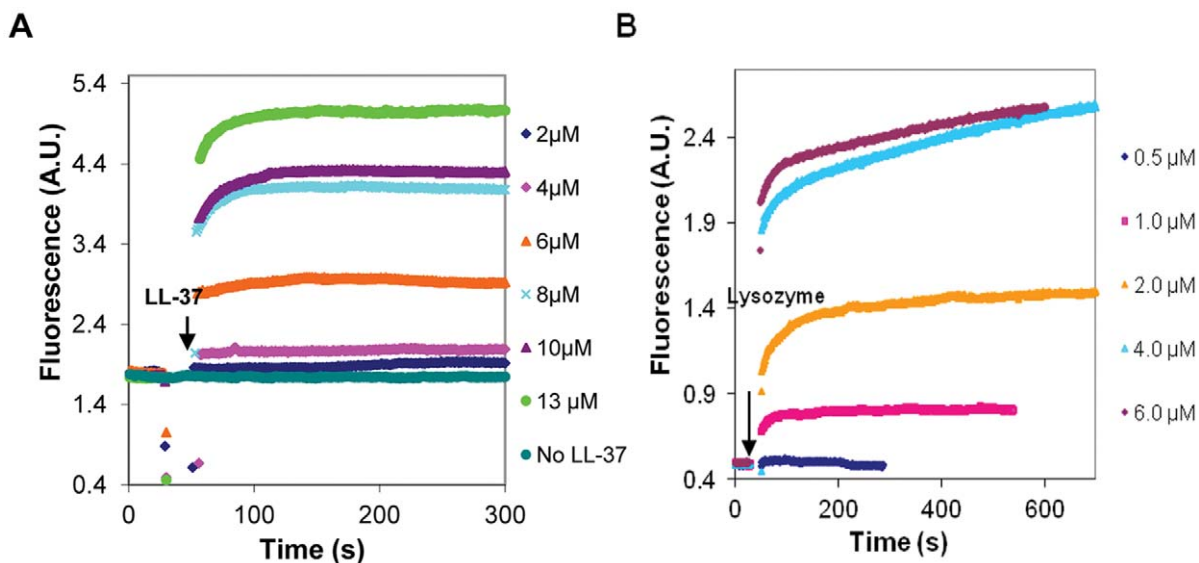 A
Fluorescence (A.U.)
5.4
4.4
3.4
2.4
1.4
0.4
LL-37
0
100
200
300
Time (s)
2µM
4µM
6µM
8µM
10µM
13 µM
No LL-37
B
Fluorescence (A.U.)
2.4
1.9
1.4
0.9
0.4
Lysozyme
0
200
400
600
Time (s)
0.5 µM
1.0 µM
2.0 µM
4.0 µM
6.0 µM